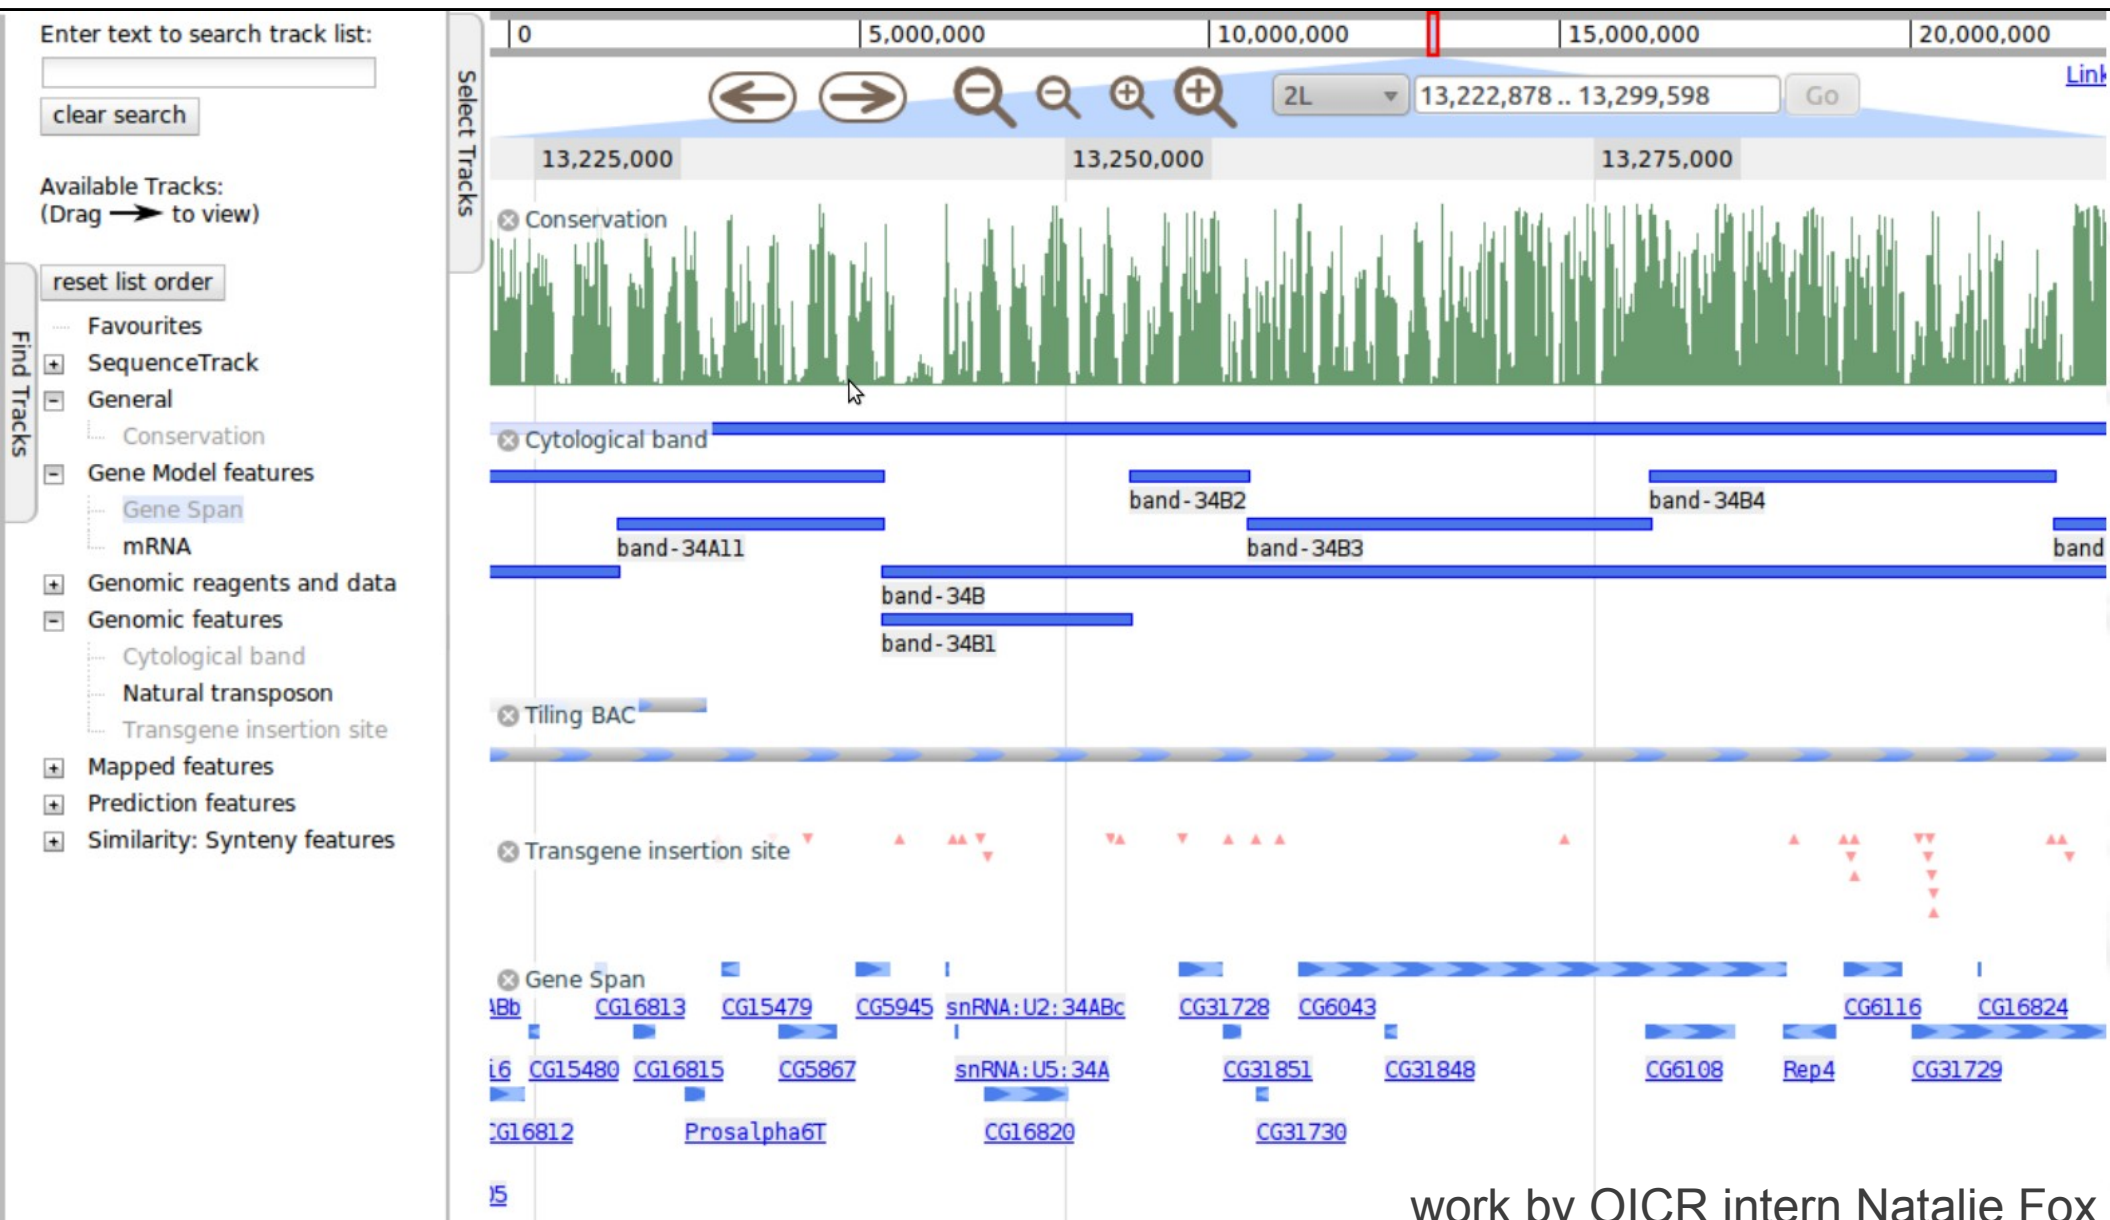 Enter text to search track list:
clear search
Available Tracks:
(Drag to view)
reset list order
Favourites
SequenceTrack
General
Conservation
Gene Model features
Gene Span
mRNA
Genomic reagents and data
Genomic features
Cytological band
Natural transposon
Transgene insertion site
Mapped features
Prediction features
Similarity: Synteny features
Find Tracks
Select Tracks
0 5,000,000 10,000,000 15,000,000 20,000,000
Link
2L 13,222,878 .. 13,299,598 Go
13,225,000 13,250,000 13,275,000
Conservation
Cytological band
band-34B2 band-34B4
band-34A11 band-34B3 band
band-34B
band-34B1
Tiling BAC
Transgene insertion site
Gene Span
ABb CG16813 CG15479 CG5945 snRNA:U2:34ABc CG31728 CG6043 CG6116 CG16824
i6 CG15480 CG16815 CG5867 snRNA:U5:34A CG31851 CG31848 CG6108 Rep4 CG31729
CG16812 Prosalpha6T CG16820 CG31730
work by OICR intern Natalie Fox